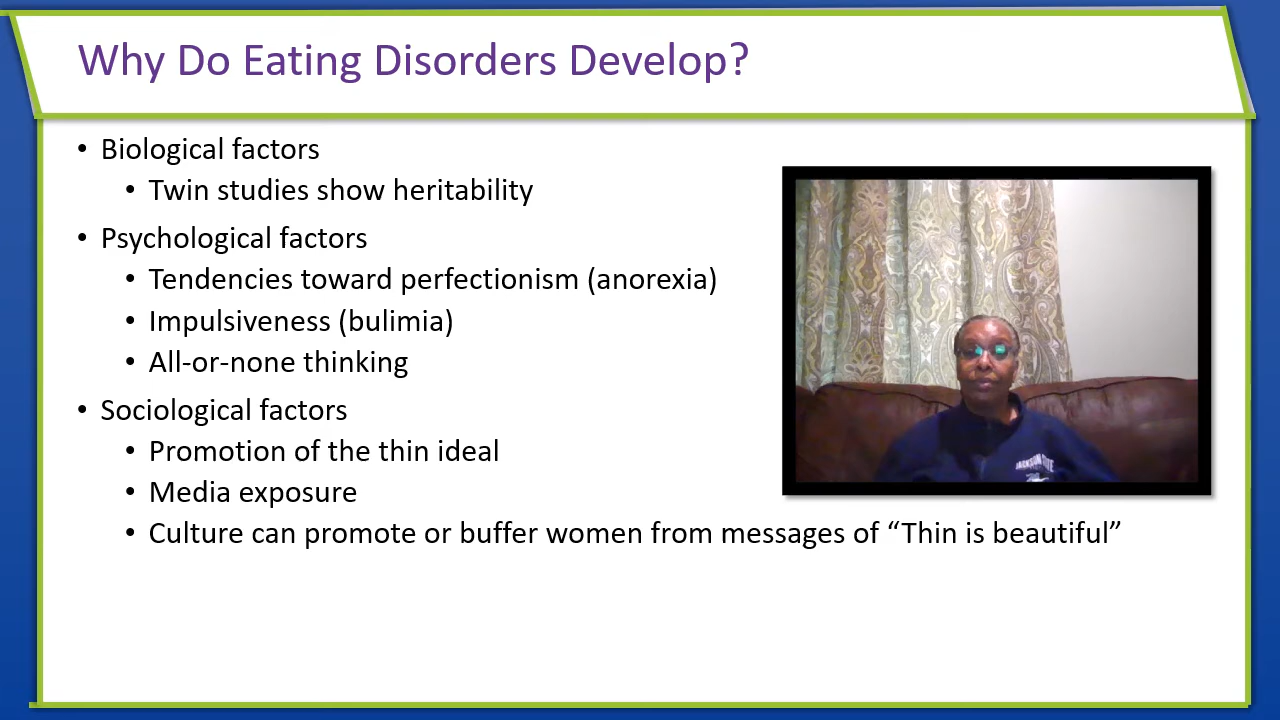 Why Do Eating Disorders Develop?
• Biological factors
• Twin studies show heritability
• Psychological factors
• Tendencies toward perfectionism (anorexia)
• Impulsiveness (bulimia)
• All-or-none thinking
• Sociological factors
• Promotion of the thin ideal
• Media exposure
• Culture can promote or buffer women from messages of “Thin is beautiful”
JACKSON STATE